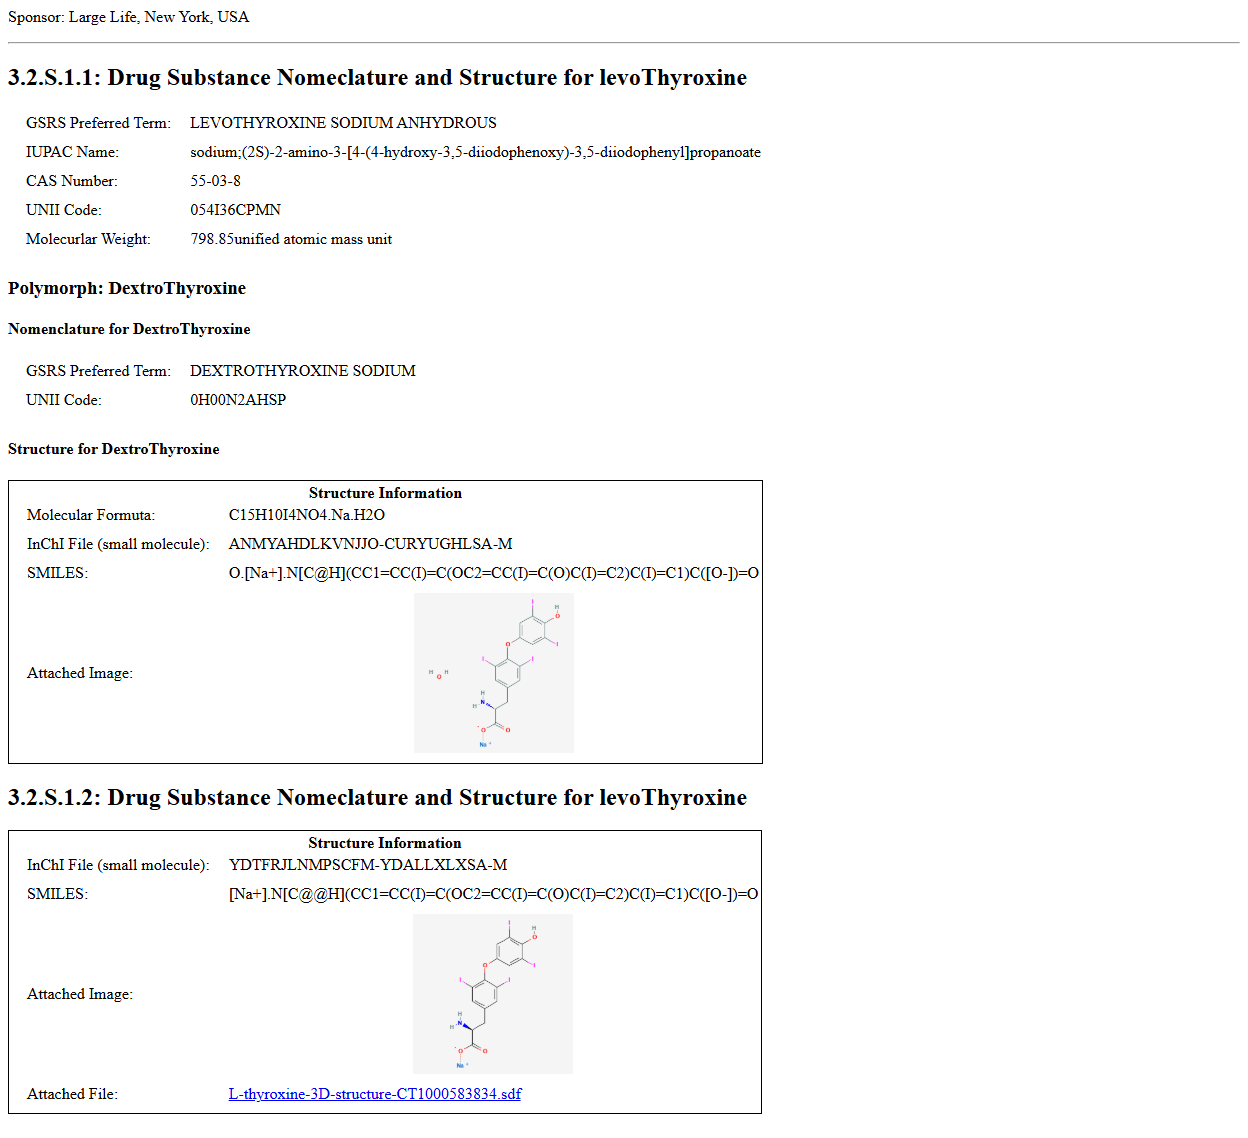 Sponsor: Large Life, New York, USA
3.2.S.1.1: Drug Substance Nomeclature and Structure for levoThyroxine
GSRS Preferred Term: LEVOTHYROXINE SODIUM ANHYDROUS
IUPAC Name: sodium;(2S)-2-amino-3-[4-(4-hydroxy-3,5-diiodophenoxy)-3,5-diiodophenyl]propanoate
CAS Number: 55-03-8
UNII Code: 054I36CPMN
Molecurlar Weight: 798.85unified atomic mass unit
Polymorph: DextroThyroxine
Nomenclature for DextroThyroxine
GSRS Preferred Term: DEXTROTHYROXINE SODIUM
UNII Code: 0H00N2AHSP
Structure for DextroThyroxine
Structure Information
Molecular Formuta: C15H10I4NO4.Na.H2O
InChI File (small molecule): ANMYAHDLKVNJJO-CURYUGHLSA-M
SMILES: O.[Na+].N[C@H](CC1=CC(I)=C(OC2=CC(I)=C(O)C(I)=C2)C(I)=C1)C([O-])=O
I
H
O
I
O
I
I
H
H
O
H
H
N
O-
O
Na+
Attached Image:
3.2.S.1.2: Drug Substance Nomeclature and Structure for levoThyroxine
Structure Information
InChI File (small molecule): YDTFRJLNMPSCFM-YDALLXLXSA-M
SMILES: [Na+].N[C@@H](CC1=CC(I)=C(OC2=CC(I)=C(O)C(I)=C2)C(I)=C1)C([O-])=O
I
H
O
I
O
I
I
H
H
N
O-
O
Na+
Attached Image:
Attached File: L-thyroxine-3D-structure-CT1000583834.sdf